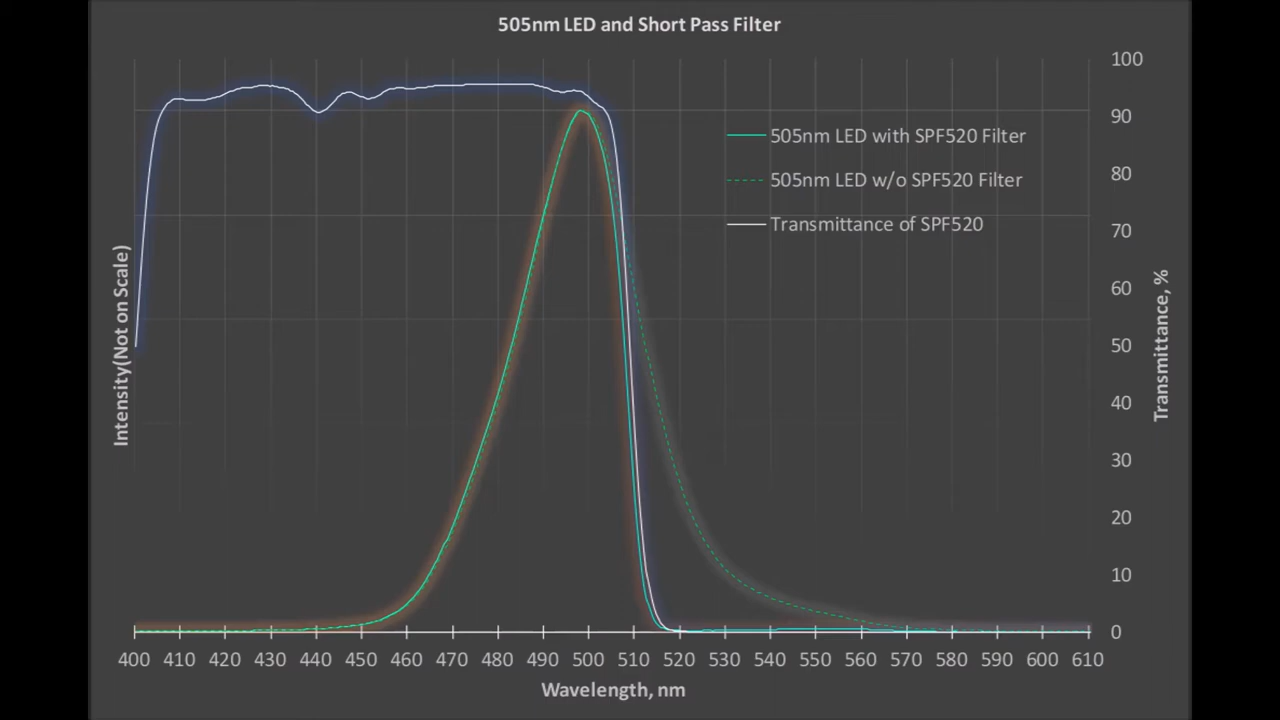 505nm LED and Short Pass Filter
100
90
80
70
60
50
40
30
20
10
0
505nm LED with SPF520 Filter
505nm LED w/o SPF520 Filter
Transmittance of SPF520
Intensity(Not on Scale)
Transmittance, %
400 410 420 430 440 450 460 470 480 490 500 510 520 530 540 550 560 570 580 590 600 610
Wavelength, nm